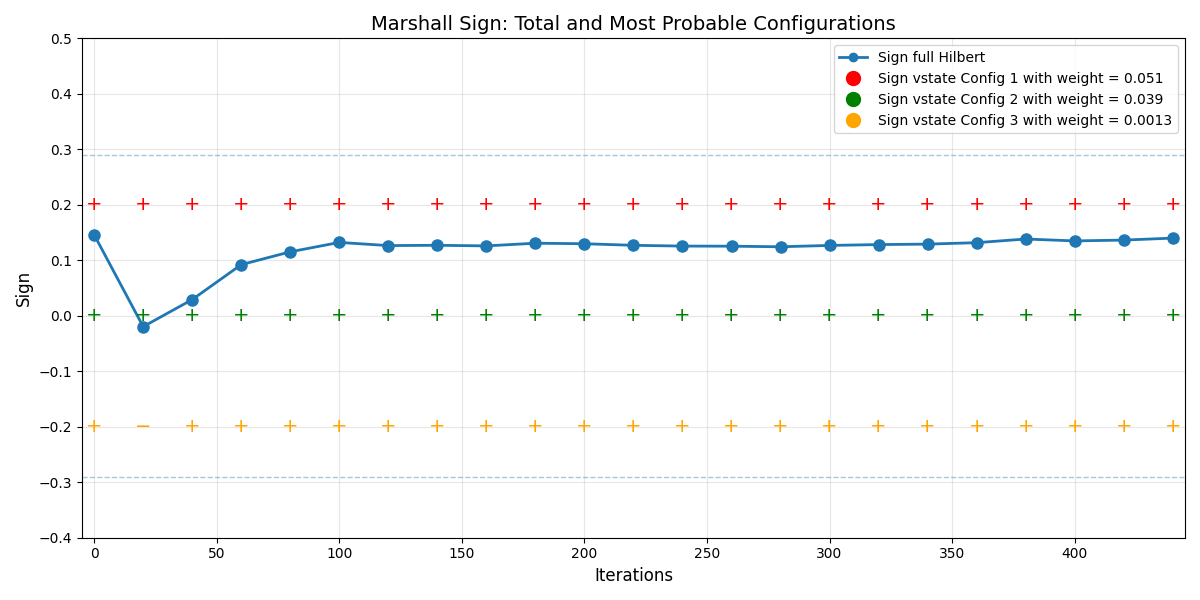 Marshall Sign: Total and Most Probable Configurations
Sign full Hilbert
Sign vstate Config 1 with weight = 0.051
Sign vstate Config 2 with weight = 0.039
Sign vstate Config 3 with weight = 0.0013
Sign
0.5
0.4
0.3
0.2
0.1
0.0
−0.1
−0.2
−0.3
−0.4
0 50 100 150 200 250 300 350 400
Iterations